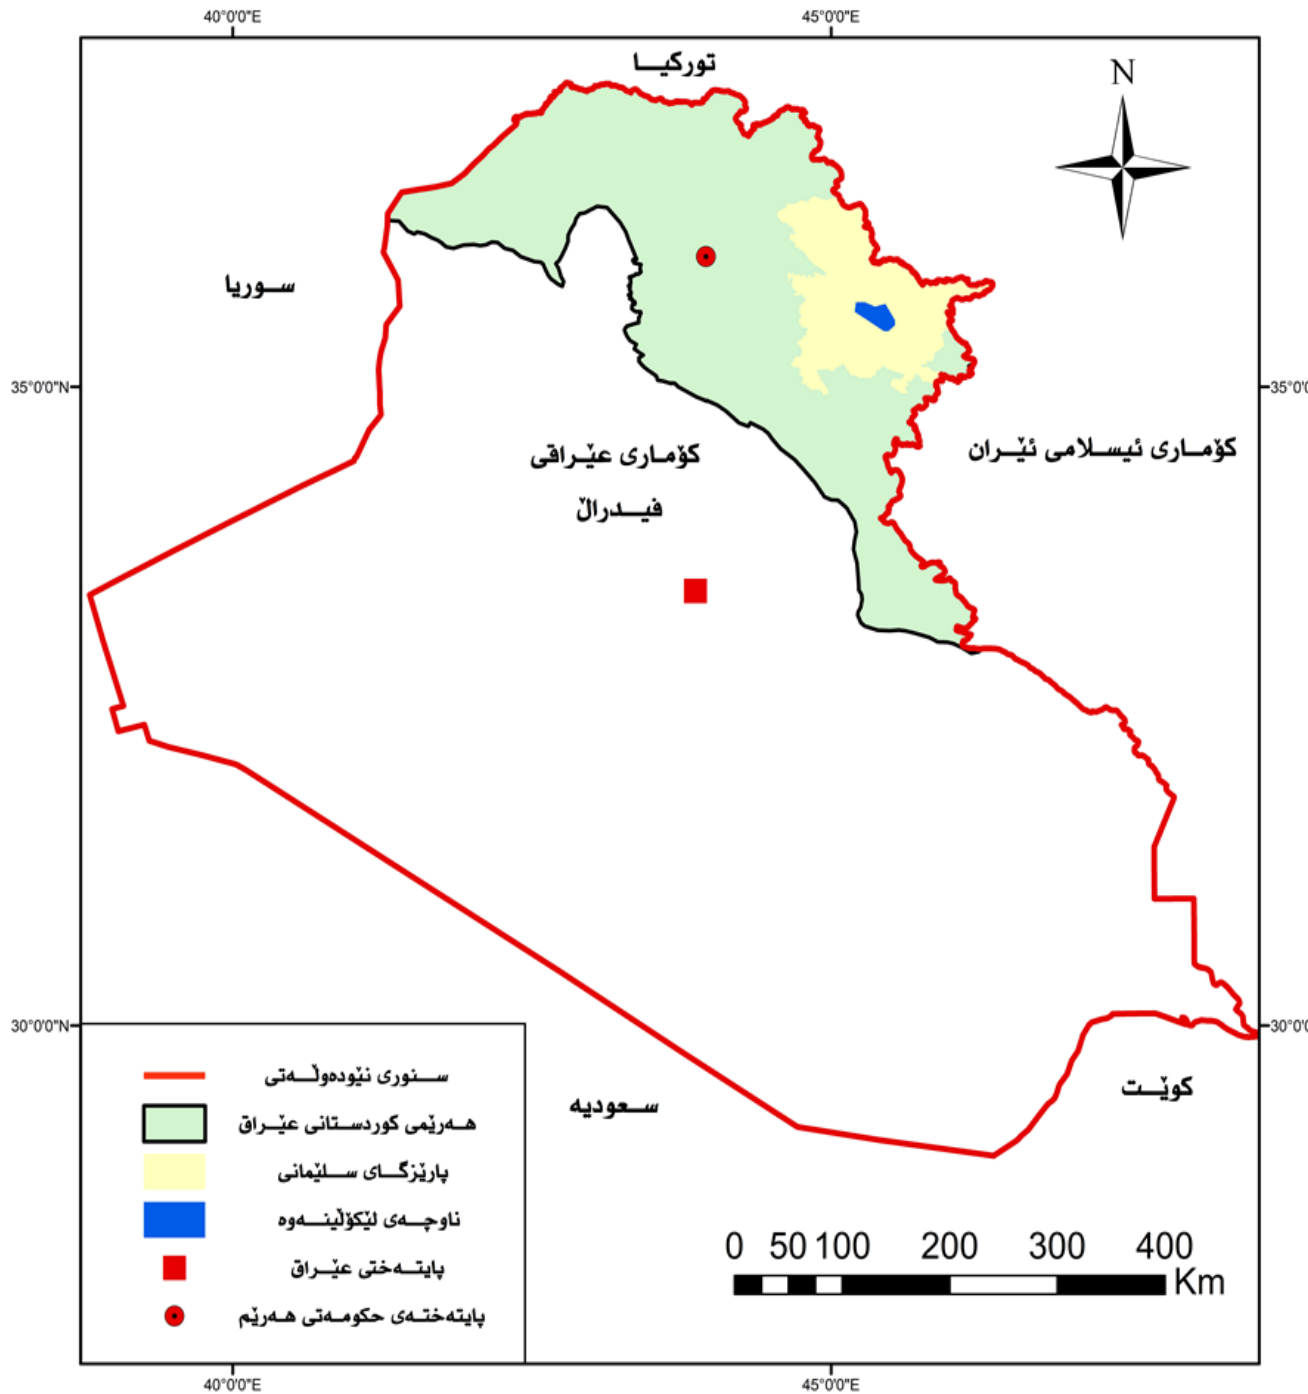 40°0'0"E 45°0'0"E
تورکیا
N
سوریا
35°0'0"N 35°0'0
کۆماری عێراقی
فیدراڵ
کۆماری ئیسلامی ئێران
30°0'0"N 30°0'0
کوێت
سعودیە
سنوری نێودەوڵەتی
هەرێمی کوردستانی عێراق
پارێزگای سلێمانی
ناوچەی لێکۆڵینەوە
پایتەختی عێراق
پایتەختەی حکومەتی هەرێم
0 50 100 200 300 400
Km
40°0'0"E 45°0'0"E